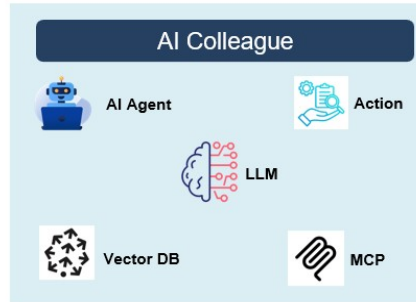 AI Colleague
AI Agent
Action
LLM
Vector DB
MCP